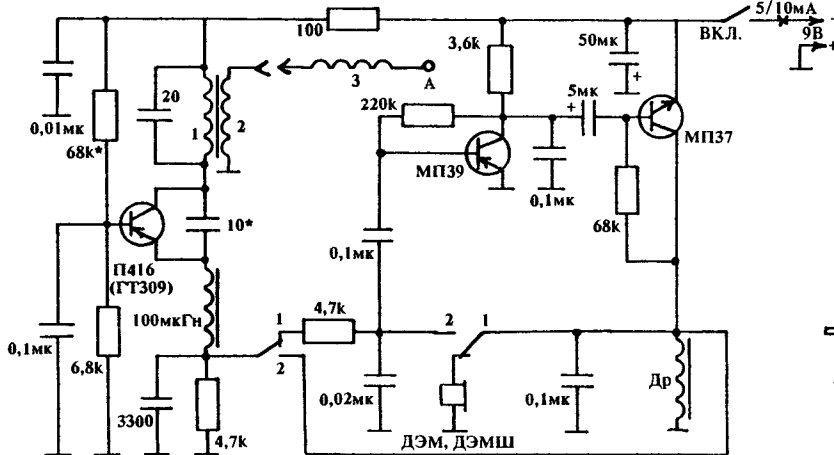 5/10мА
100
ВКЛ.
9В
-
+
3,6k
50мк
+
20
3
А
1
2
220k
5мк
+
0,01мк
68k*
МП39
МП37
0,1мк
10*
68k
П416
(ГТ309)
0,1мк
100мкГн
1
4,7k
2
1
0,1мк
6,8k
2
Др
3300
4,7k
0,02мк
0,1мк
ДЭМ, ДЭМШ